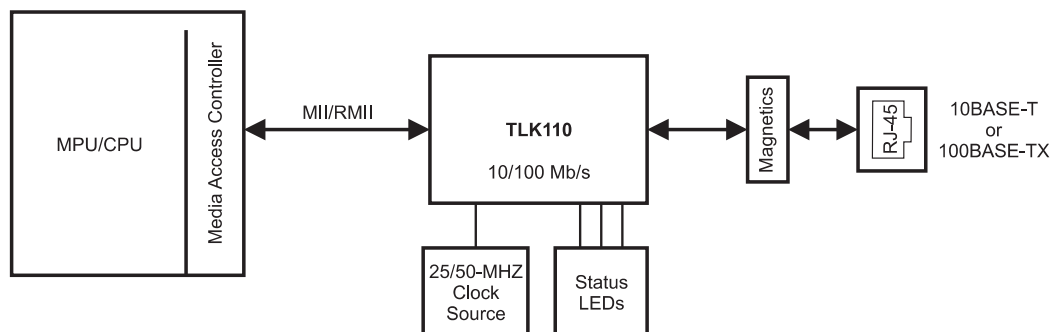 MPU/CPU
Media Access Controller
MII/RMII
TLK110
10/100 Mb/s
Magnetics
RJ-45
10BASE-T
or
100BASE-TX
25/50-MHZ
Clock
Source
Status
LEDs